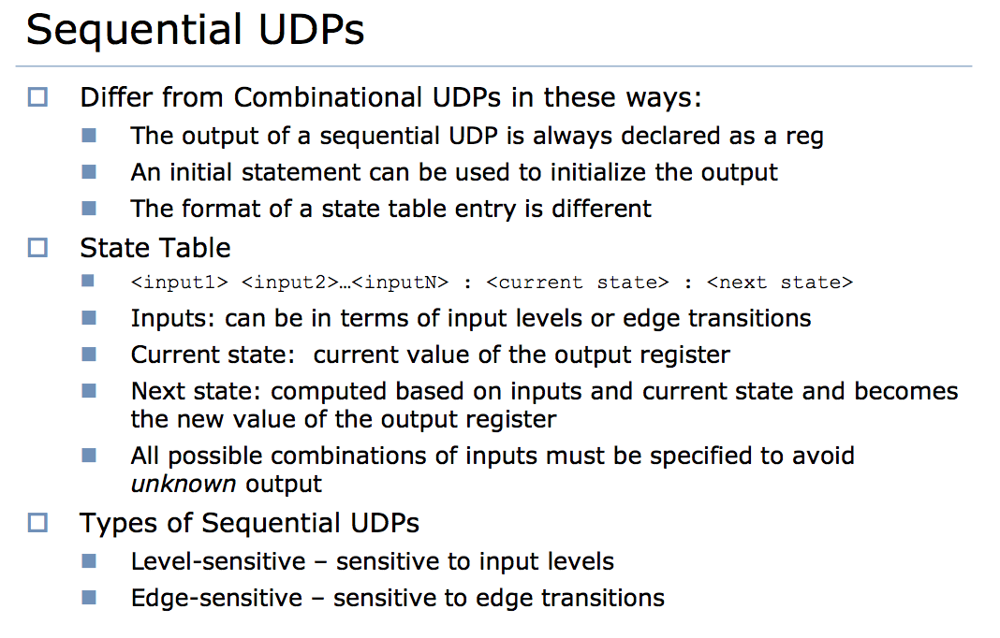 Sequential UDPs
Differ from Combinational UDPs in these ways:
The output of a sequential UDP is always declared as a reg
An initial statement can be used to initialize the output
The format of a state table entry is different
State Table
<input1> <input2>…<inputN> : <current state> : <next state>
Inputs: can be in terms of input levels or edge transitions
Current state:  current value of the output register
Next state: computed based on inputs and current state and becomes
the new value of the output register
All possible combinations of inputs must be specified to avoid
unknown output
Types of Sequential UDPs
Level-sensitive – sensitive to input levels
Edge-sensitive – sensitive to edge transitions